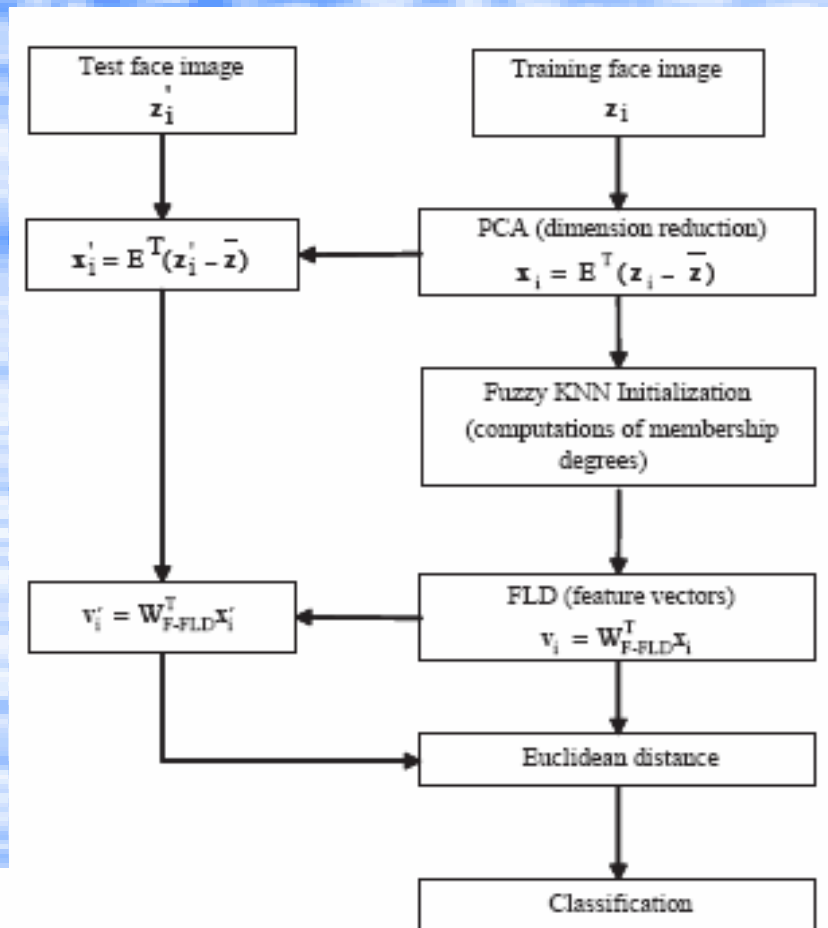 Test face image
z'i
Training face image
zi
x'i = E^T(z'i – z̄)
PCA (dimension reduction)
xi = E^T(zi – z̄)
Fuzzy KNN Initialization
(computations of membership
degrees)
v'i = W^T_F-FLD x'i
FLD (feature vectors)
vi = W^T_F-FLD xi
Euclidean distance
Classification